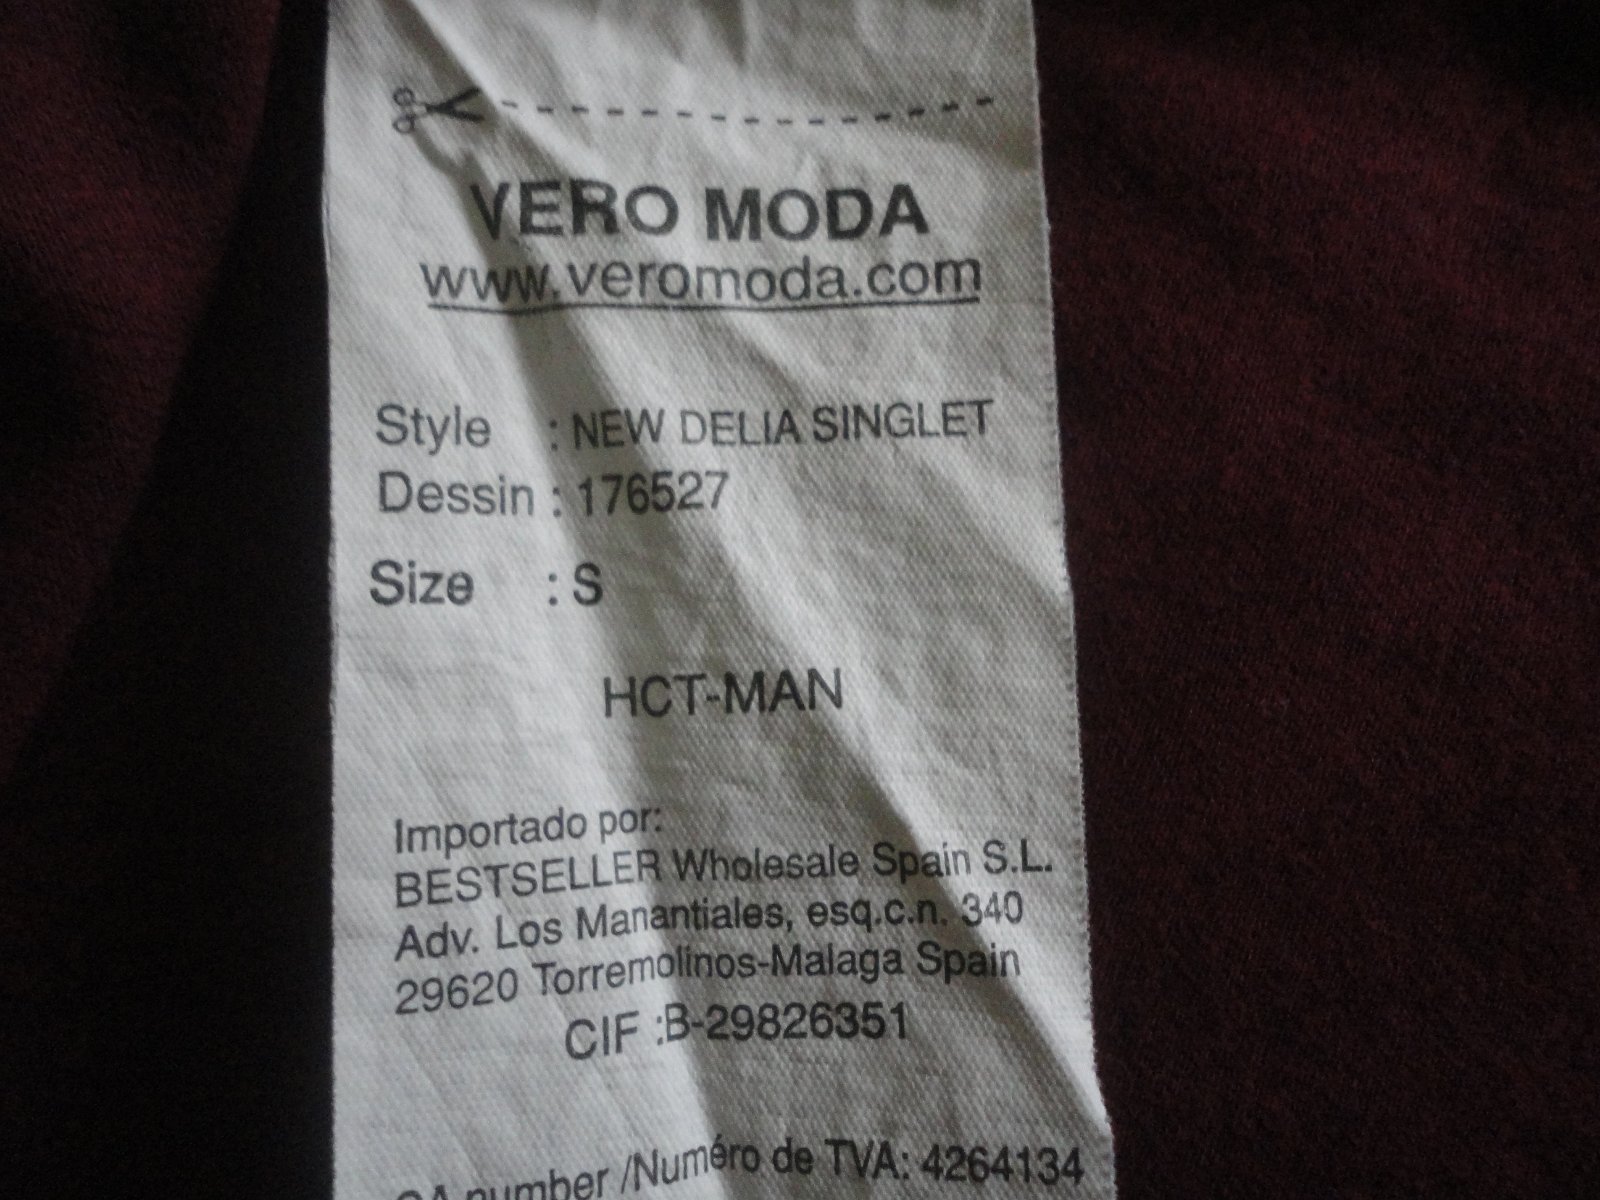 VERO MODA
www.veromoda.com
Style : NEW DELIA SINGLET
Dessin : 176527
Size : S
HCT-MAN
Importado por:
BESTSELLER Wholesale Spain S.L.
Adv. Los Manantiales, esq.c.n. 340
29620 Torremolinos-Malaga Spain
CIF :B-29826351
number /Numéro de TVA: 4264134